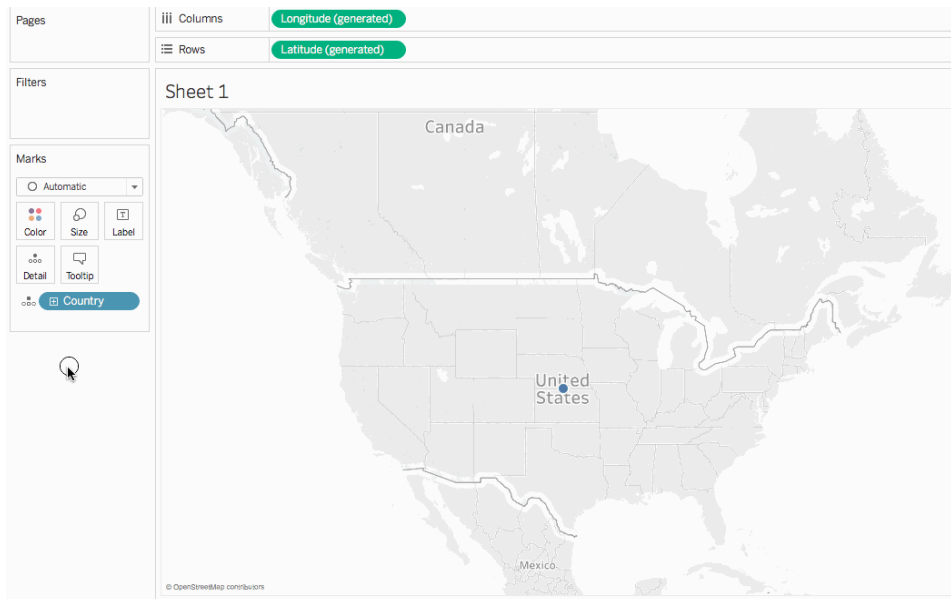 Pages
Columns
Longitude (generated)
Rows
Latitude (generated)
Filters
Sheet 1
Marks
Automatic
Color
Size
T
Label
Detail
Tooltip
Country
Canada
United
States
Mexico
© OpenStreetMap contributors